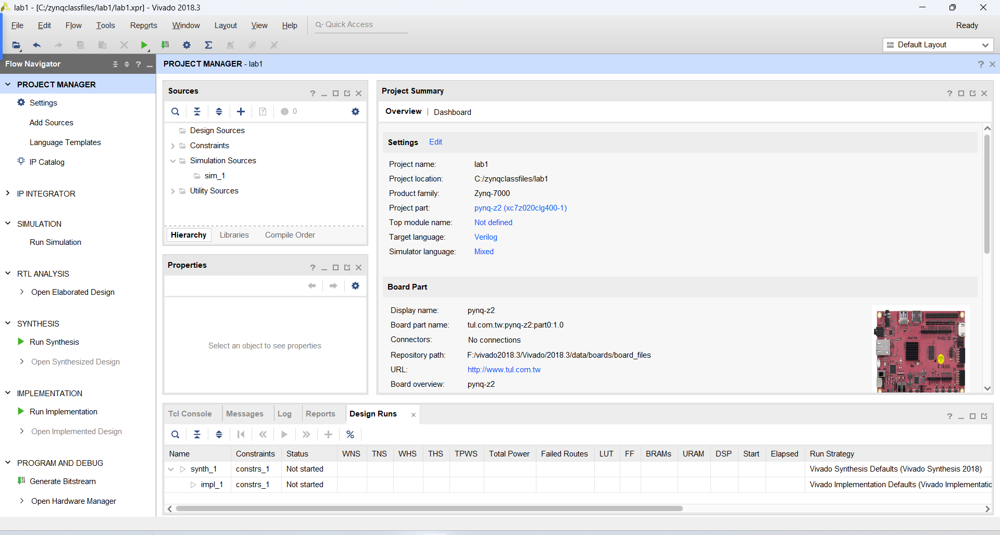 lab1 - [C:/zynqclassfiles/lab1/lab1.xpr] - Vivado 2018.3
File Edit Flow Tools Reports Window Layout View Help Quick Access Ready
Default Layout
Flow Navigator
PROJECT MANAGER - lab1
PROJECT MANAGER
Settings
Add Sources
Language Templates
IP Catalog
IP INTEGRATOR
SIMULATION
Run Simulation
RTL ANALYSIS
Open Elaborated Design
SYNTHESIS
Run Synthesis
Open Synthesized Design
IMPLEMENTATION
Run Implementation
Open Implemented Design
PROGRAM AND DEBUG
Generate Bitstream
Open Hardware Manager
Sources
0
Design Sources
Constraints
Simulation Sources
sim_1
Utility Sources
Hierarchy Libraries Compile Order
Properties
Select an object to see properties
Project Summary
Overview | Dashboard
Settings Edit
Project name: lab1
Project location: C:/zynqclassfiles/lab1
Product family: Zynq-7000
Project part: pynq-z2 (xc7z020clg400-1)
Top module name: Not defined
Target language: Verilog
Simulator language: Mixed
Board Part
Display name: pynq-z2
Board part name: tul.com.tw:pynq-z2:part0:1.0
Connectors: No connections
Repository path: F:/vivado2018.3/Vivado/2018.3/data/boards/board_files
URL: http://www.tul.com.tw
Board overview: pynq-z2
PYNQ-Z2
XILINX
Tcl Console Messages Log Reports Design Runs
Name Constraints Status WNS TNS WHS THS TPWS Total Power Failed Routes LUT FF BRAMs URAM DSP Start Elapsed Run Strategy
synth_1 constrs_1 Not started Vivado Synthesis Defaults (Vivado Synthesis 2018)
impl_1 constrs_1 Not started Vivado Implementation Defaults (Vivado Implementatio